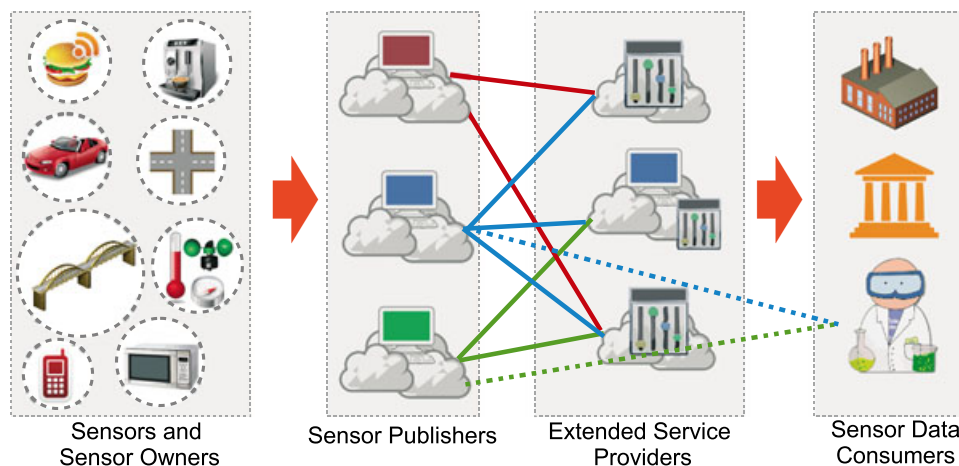 Sensors and
Sensor Owners
Sensor Publishers
Extended Service
Providers
Sensor Data
Consumers